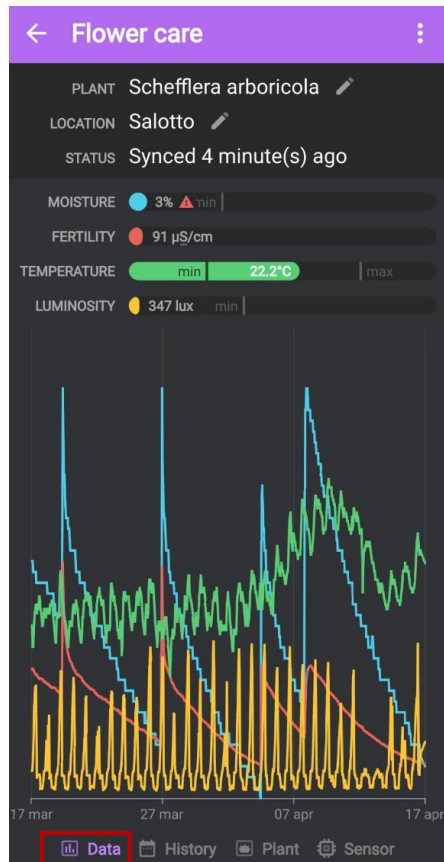 Flower care
PLANT Schefflera arboricola
LOCATION Salotto
STATUS Synced 4 minute(s) ago
MOISTURE 3% min
FERTILITY 91 µS/cm
TEMPERATURE min 22.2°C max
LUMINOSITY 347 lux min
17 mar 27 mar 07 apr 17 apr
Data History Plant Sensor